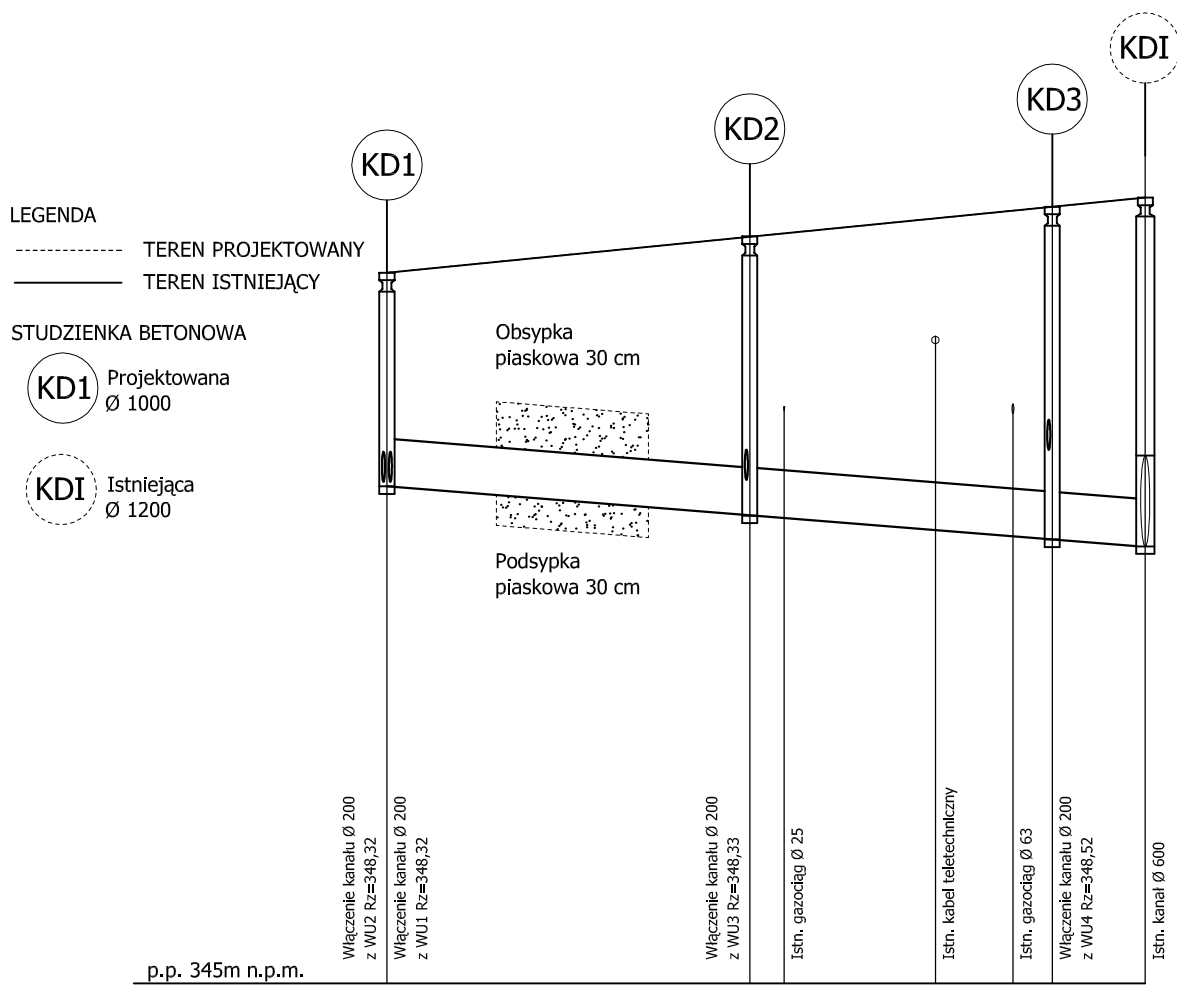 KDI
KD3
KD2
KD1
LEGENDA
TEREN PROJEKTOWANY
TEREN ISTNIEJĄCY
STUDZIENKA BETONOWA
KD1
Projektowana
Ø 1000
KDI
Istniejąca
Ø 1200
Obsypka
piaskowa 30 cm
Podsypka
piaskowa 30 cm
Włączenie kanału Ø 200
z WU2 Rz=348,32
Włączenie kanału Ø 200
z WU1 Rz=348,32
Włączenie kanału Ø 200
z WU3 Rz=348,33
Istn. gazociąg Ø 25
Istn. kabel teletechniczny
Istn. gazociąg Ø 63
Włączenie kanału Ø 200
z WU4 Rz=348,52
Istn. kanał Ø 600
p.p. 345m n.p.m.